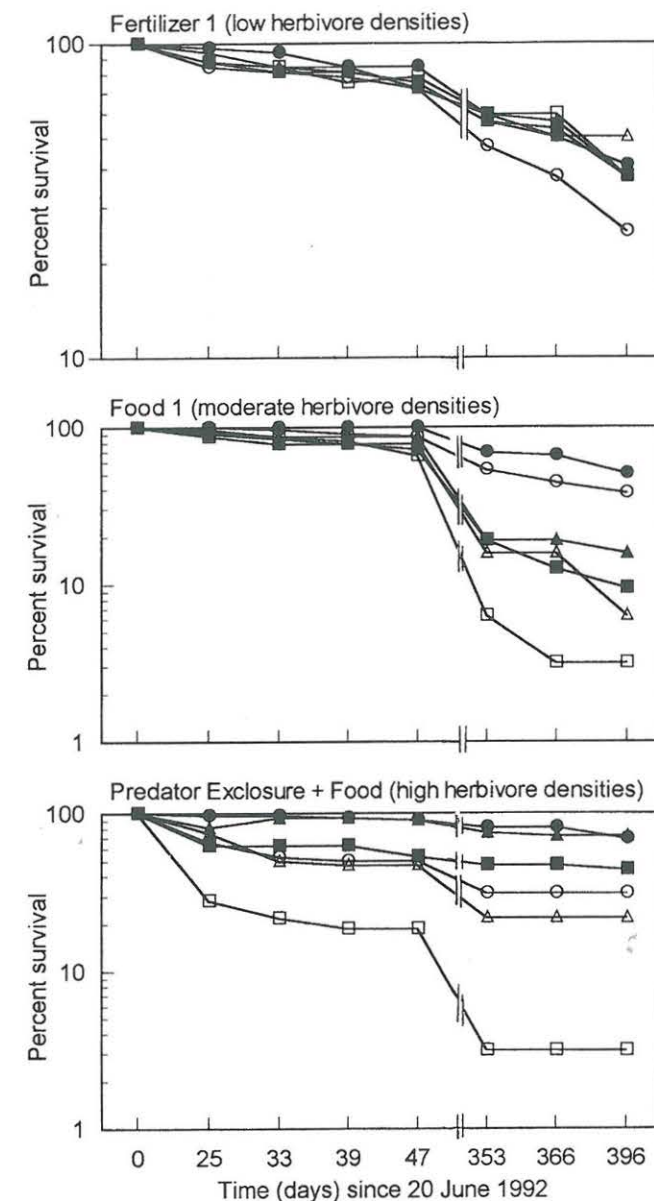 Fertilizer 1 (low herbivore densities)
100
Percent survival
10
Food 1 (moderate herbivore densities)
100
Percent survival
10
1
Predator Exclosure + Food (high herbivore densities)
100
Percent survival
10
1
0 25 33 39 47 353 366 396
Time (days) since 20 June 1992